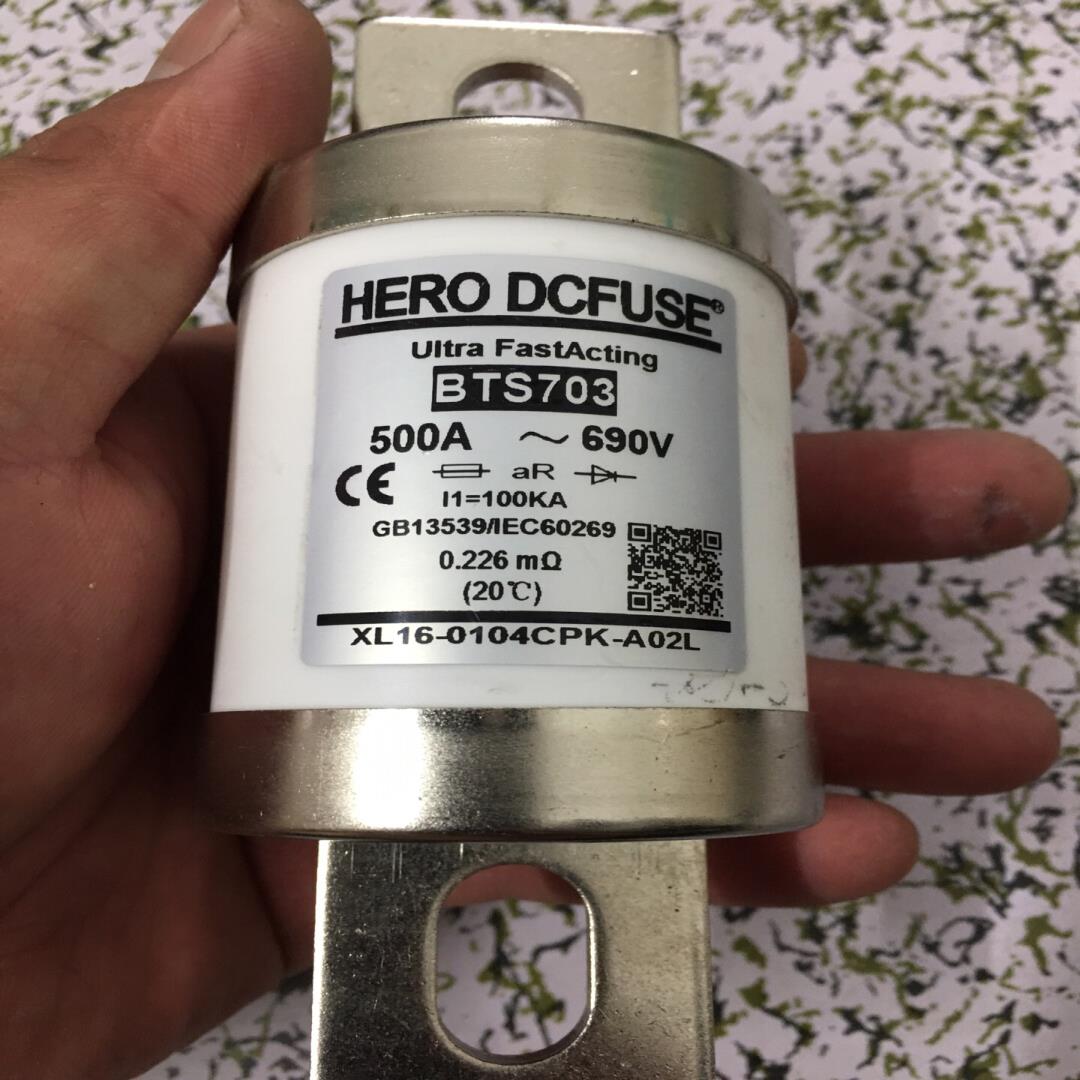 HERO DCFUSE®
Ultra FastActing
BTS703
500A ~ 690V
CE aR
I1=100KA
GB13539/IEC60269
0.226 mΩ
(20℃)
XL16-0104CPK-A02L